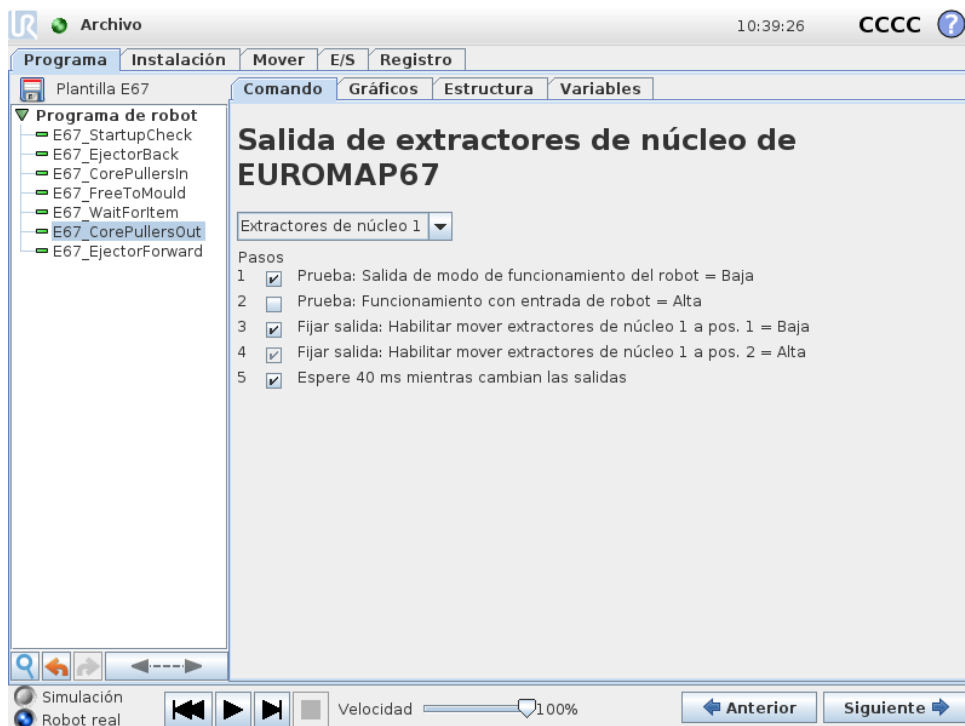 UR Archivo 10:39:26 CCCC ?
Programa Instalación Mover E/S Registro
Plantilla E67 Comando Gráficos Estructura Variables
Programa de robot
E67_StartupCheck
E67_EjectorBack
E67_CorePullersIn
E67_FreeToMould
E67_WaitForItem
E67_CorePullersOut
E67_EjectorForward
Salida de extractores de núcleo de
EUROMAP67
Extractores de núcleo 1
Pasos
1 Prueba: Salida de modo de funcionamiento del robot = Baja
2 Prueba: Funcionamiento con entrada de robot = Alta
3 Fijar salida: Habilitar mover extractores de núcleo 1 a pos. 1 = Baja
4 Fijar salida: Habilitar mover extractores de núcleo 1 a pos. 2 = Alta
5 Espere 40 ms mientras cambian las salidas
Simulación
Robot real
Velocidad 100% Anterior Siguiente